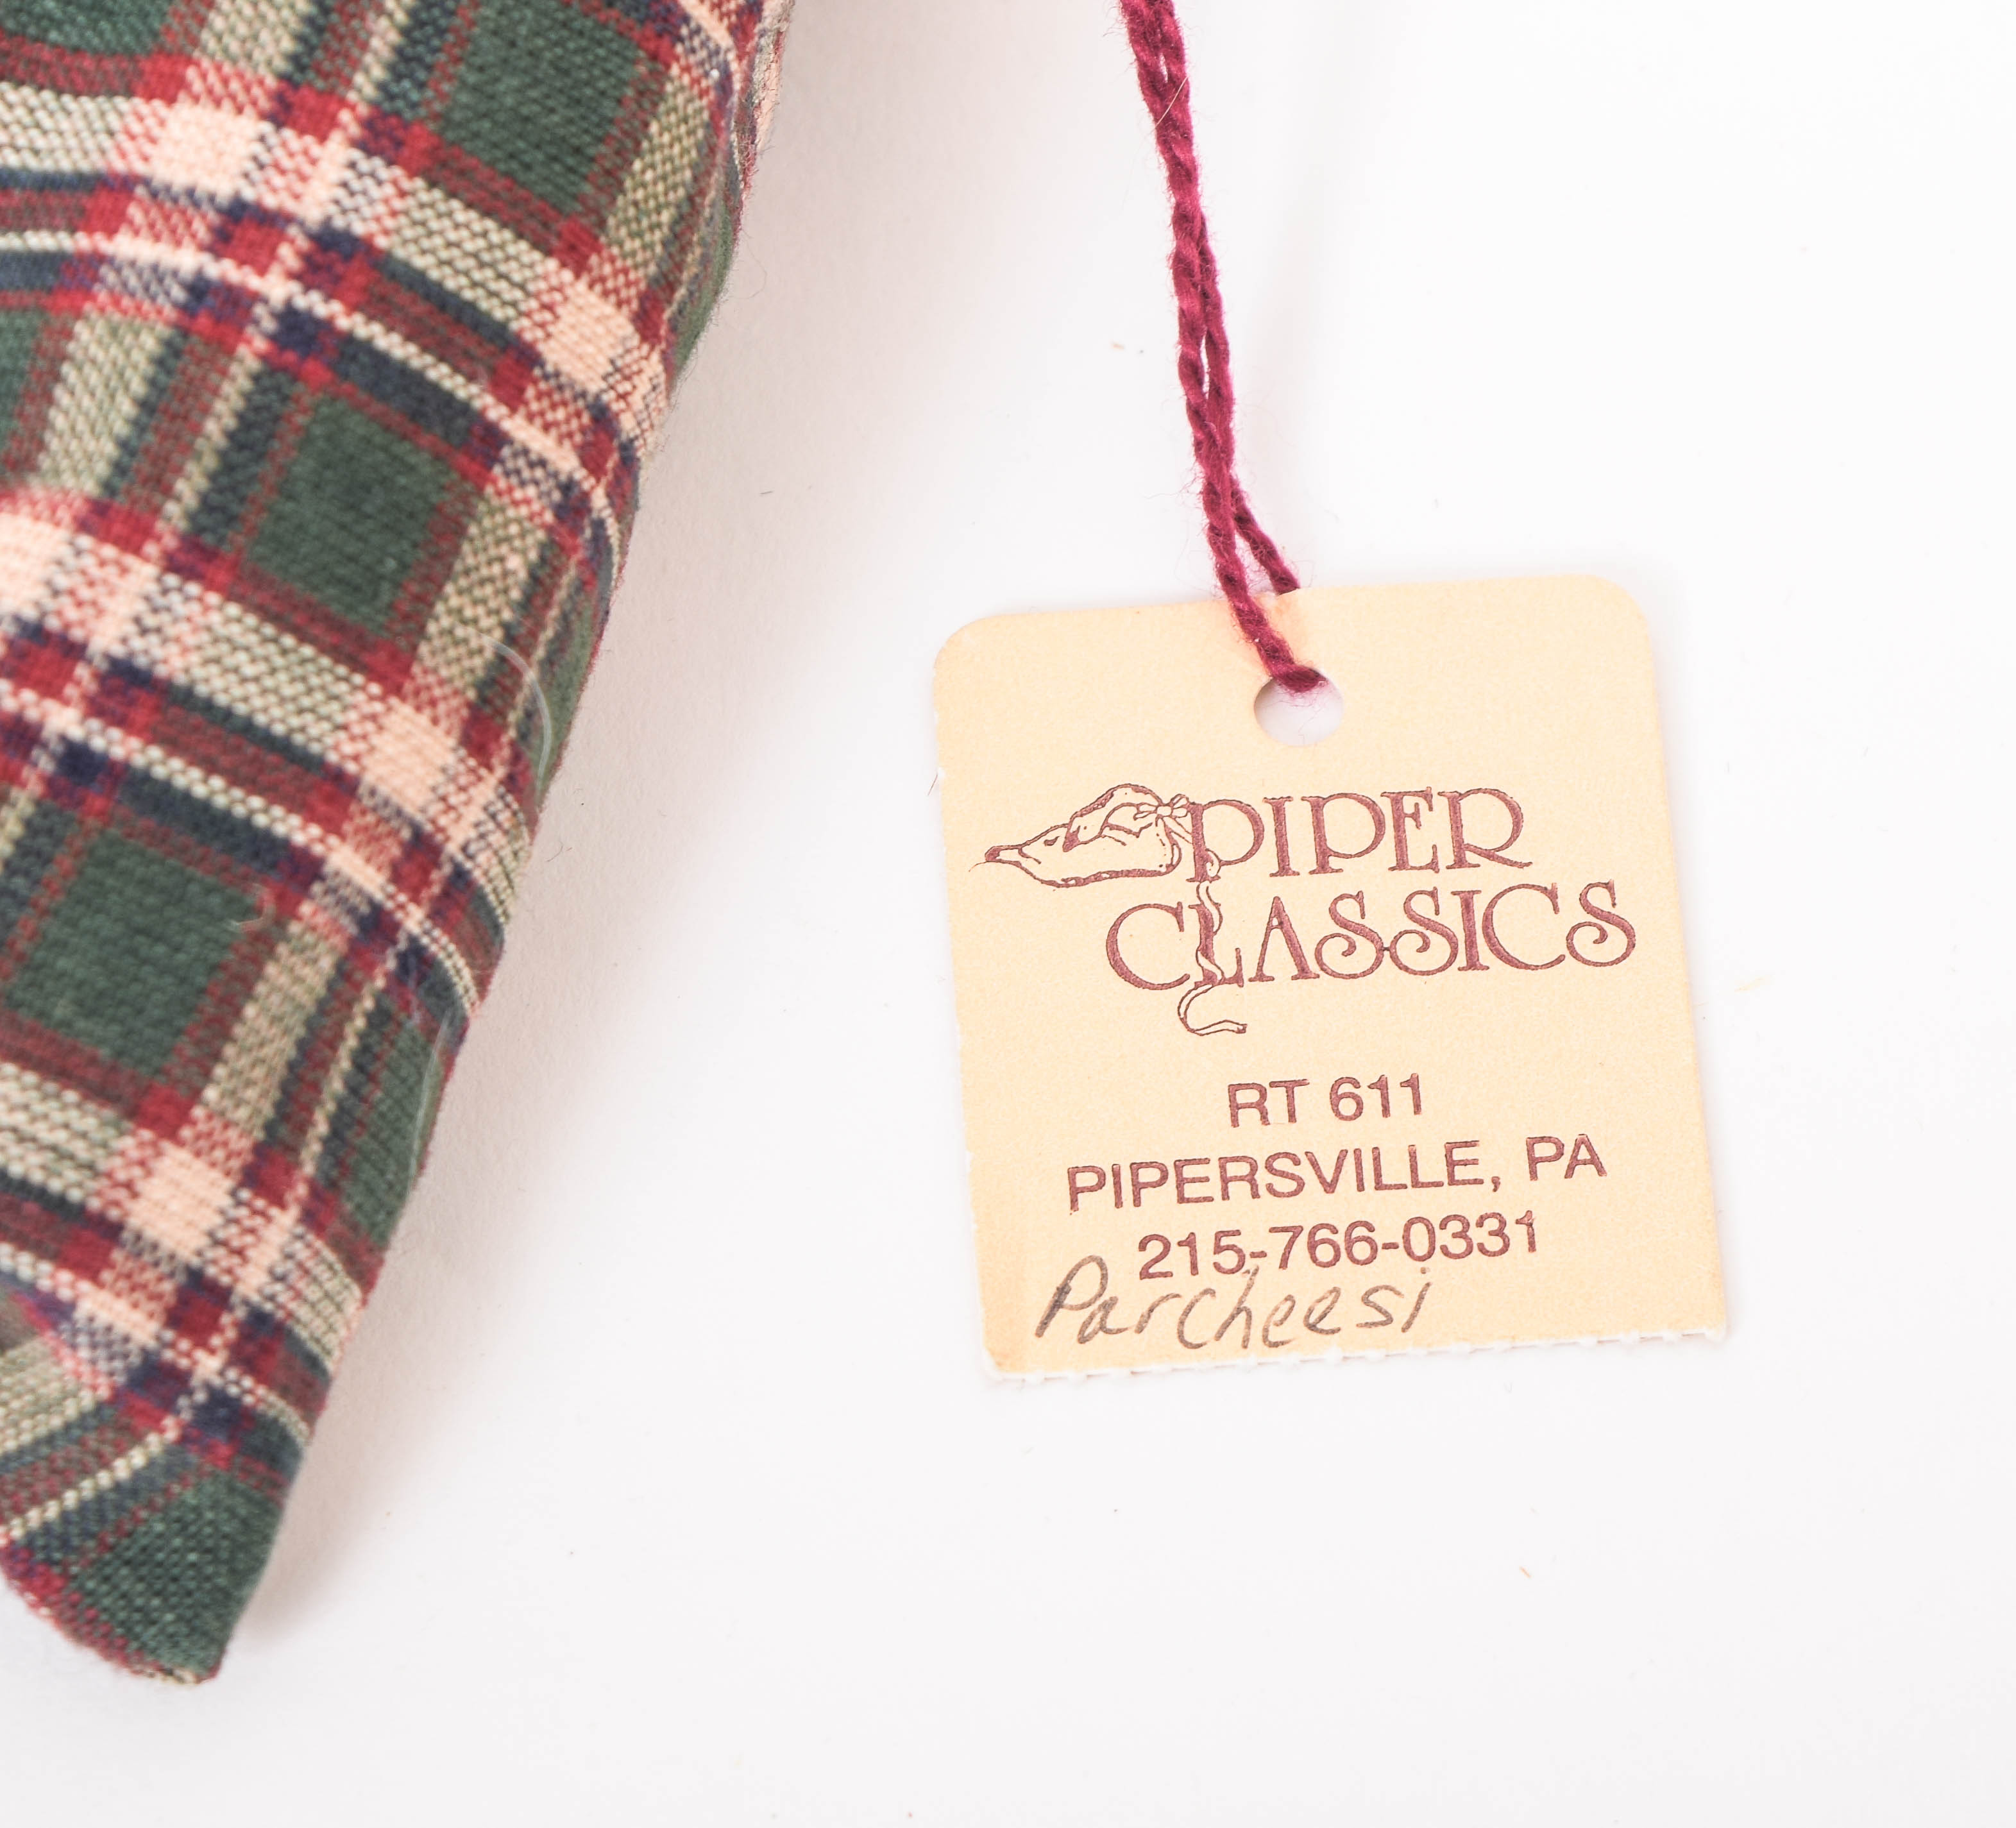 PIPER
CLASSICS
RT 611
PIPERSVILLE, PA
215-766-0331
Parcheesi